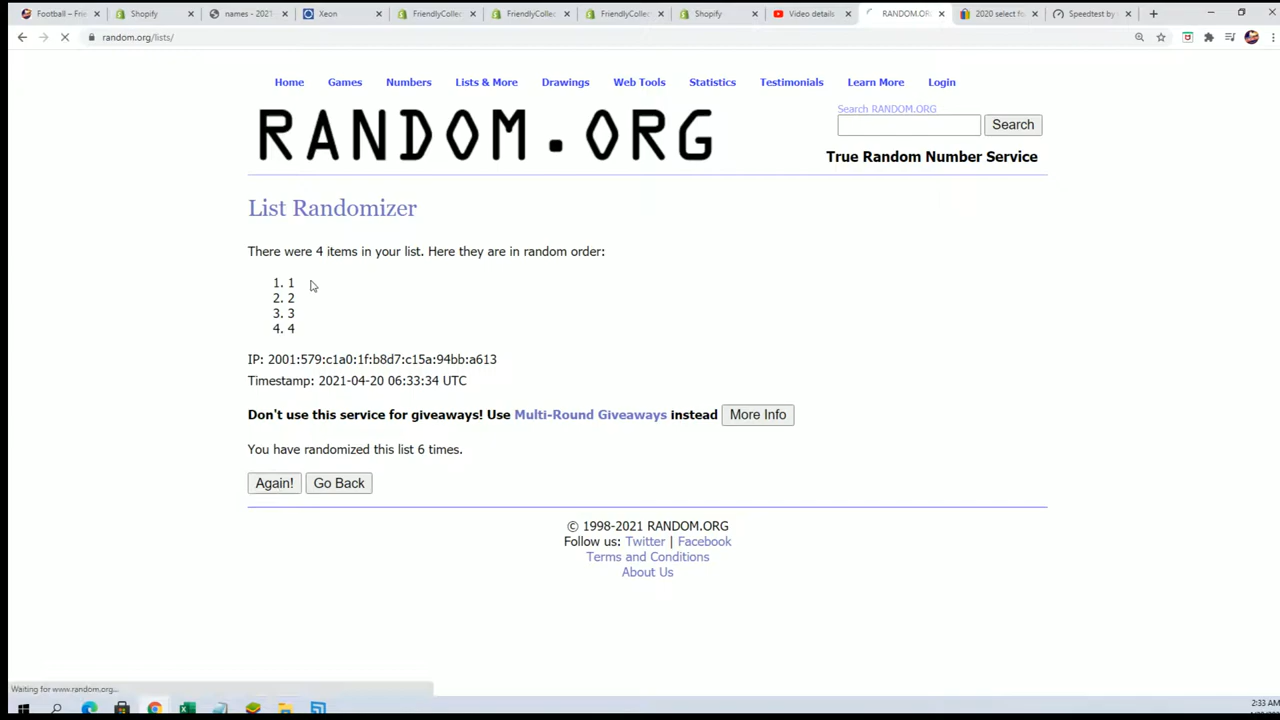 Football – Frie
Shopify
names - 2021
Xeon
FriendlyCollec
FriendlyCollec
FriendlyCollec
Shopify
Video details
RANDOM.OR
2020 select fo
Speedtest by
random.org/lists/
Home Games Numbers Lists & More Drawings Web Tools Statistics Testimonials Learn More Login
RANDOM.ORG
Search RANDOM.ORG
Search
True Random Number Service
List Randomizer
There were 4 items in your list. Here they are in random order:
1. 1
2. 2
3. 3
4. 4
IP: 2001:579:c1a0:1f:b8d7:c15a:94bb:a613
Timestamp: 2021-04-20 06:33:34 UTC
Don't use this service for giveaways! Use Multi-Round Giveaways instead More Info
You have randomized this list 6 times.
Again! Go Back
© 1998-2021 RANDOM.ORG
Follow us: Twitter | Facebook
Terms and Conditions
About Us
Waiting for www.random.org...
2:33 AM